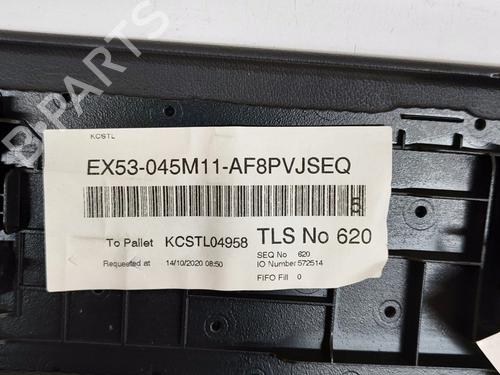 B-PARTS
KCSTL
EX53-045M11-AF8PVJSEQ
5
To Pallet KCSTL04958 TLS No 620
Requested at 14/10/2020 08:50
SEQ No 620
IO Number 572514
FIFO Fill 0